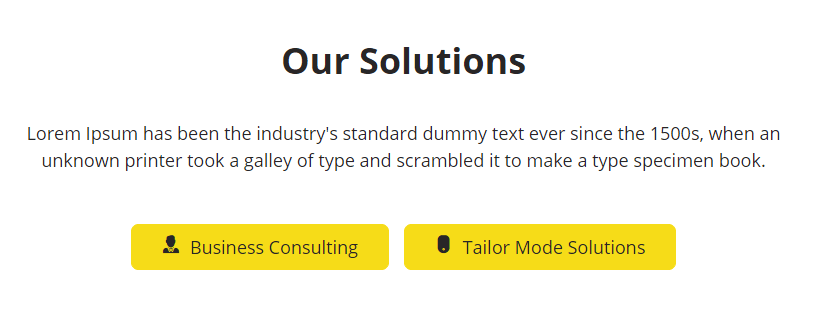 Our Solutions
Lorem Ipsum has been the industry's standard dummy text ever since the 1500s, when an
unknown printer took a galley of type and scrambled it to make a type specimen book.
Business Consulting
Tailor Mode Solutions